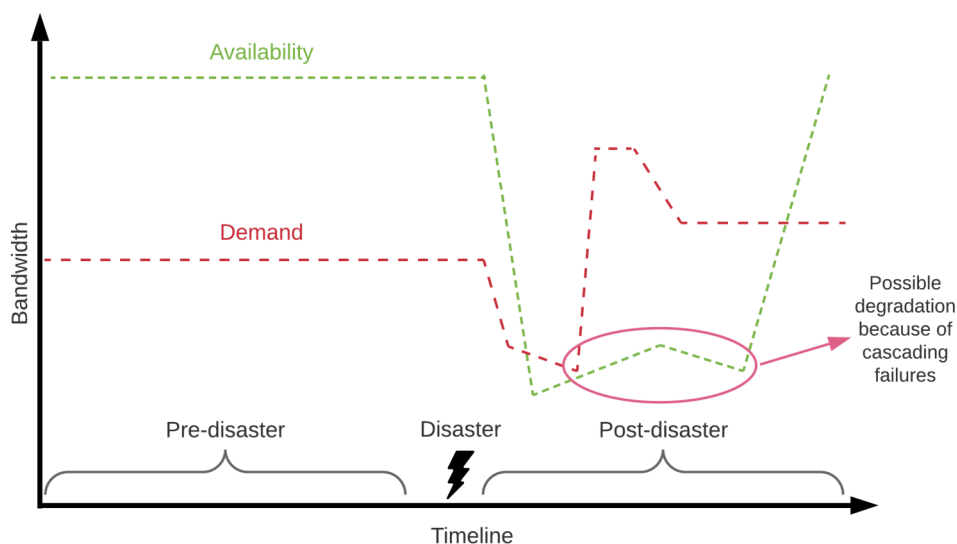 Availability
Demand
Bandwidth
Possible
degradation
because of
cascading
failures
Pre-disaster
Disaster
Post-disaster
Timeline